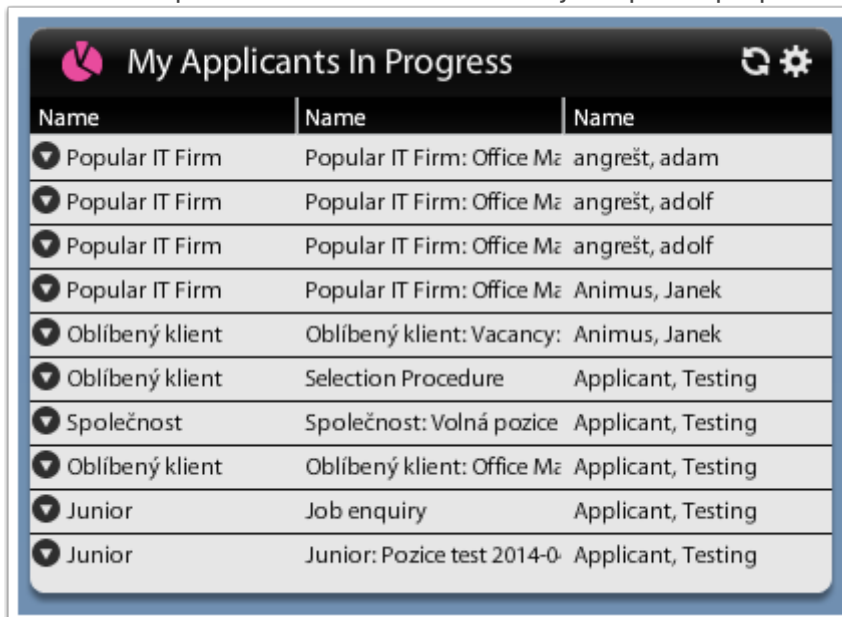 My Applicants In Progress
Name Name Name
Popular IT Firm Popular IT Firm: Office Ma angrešt, adam
Popular IT Firm Popular IT Firm: Office Ma angrešt, adolf
Popular IT Firm Popular IT Firm: Office Ma angrešt, adolf
Popular IT Firm Popular IT Firm: Office Ma Animus, Janek
Oblíbený klient Oblíbený klient: Vacancy: Animus, Janek
Oblíbený klient Selection Procedure Applicant, Testing
Společnost Společnost: Volná pozice Applicant, Testing
Oblíbený klient Oblíbený klient: Office Ma Applicant, Testing
Junior Job enquiry Applicant, Testing
Junior Junior: Pozice test 2014-0 Applicant, Testing